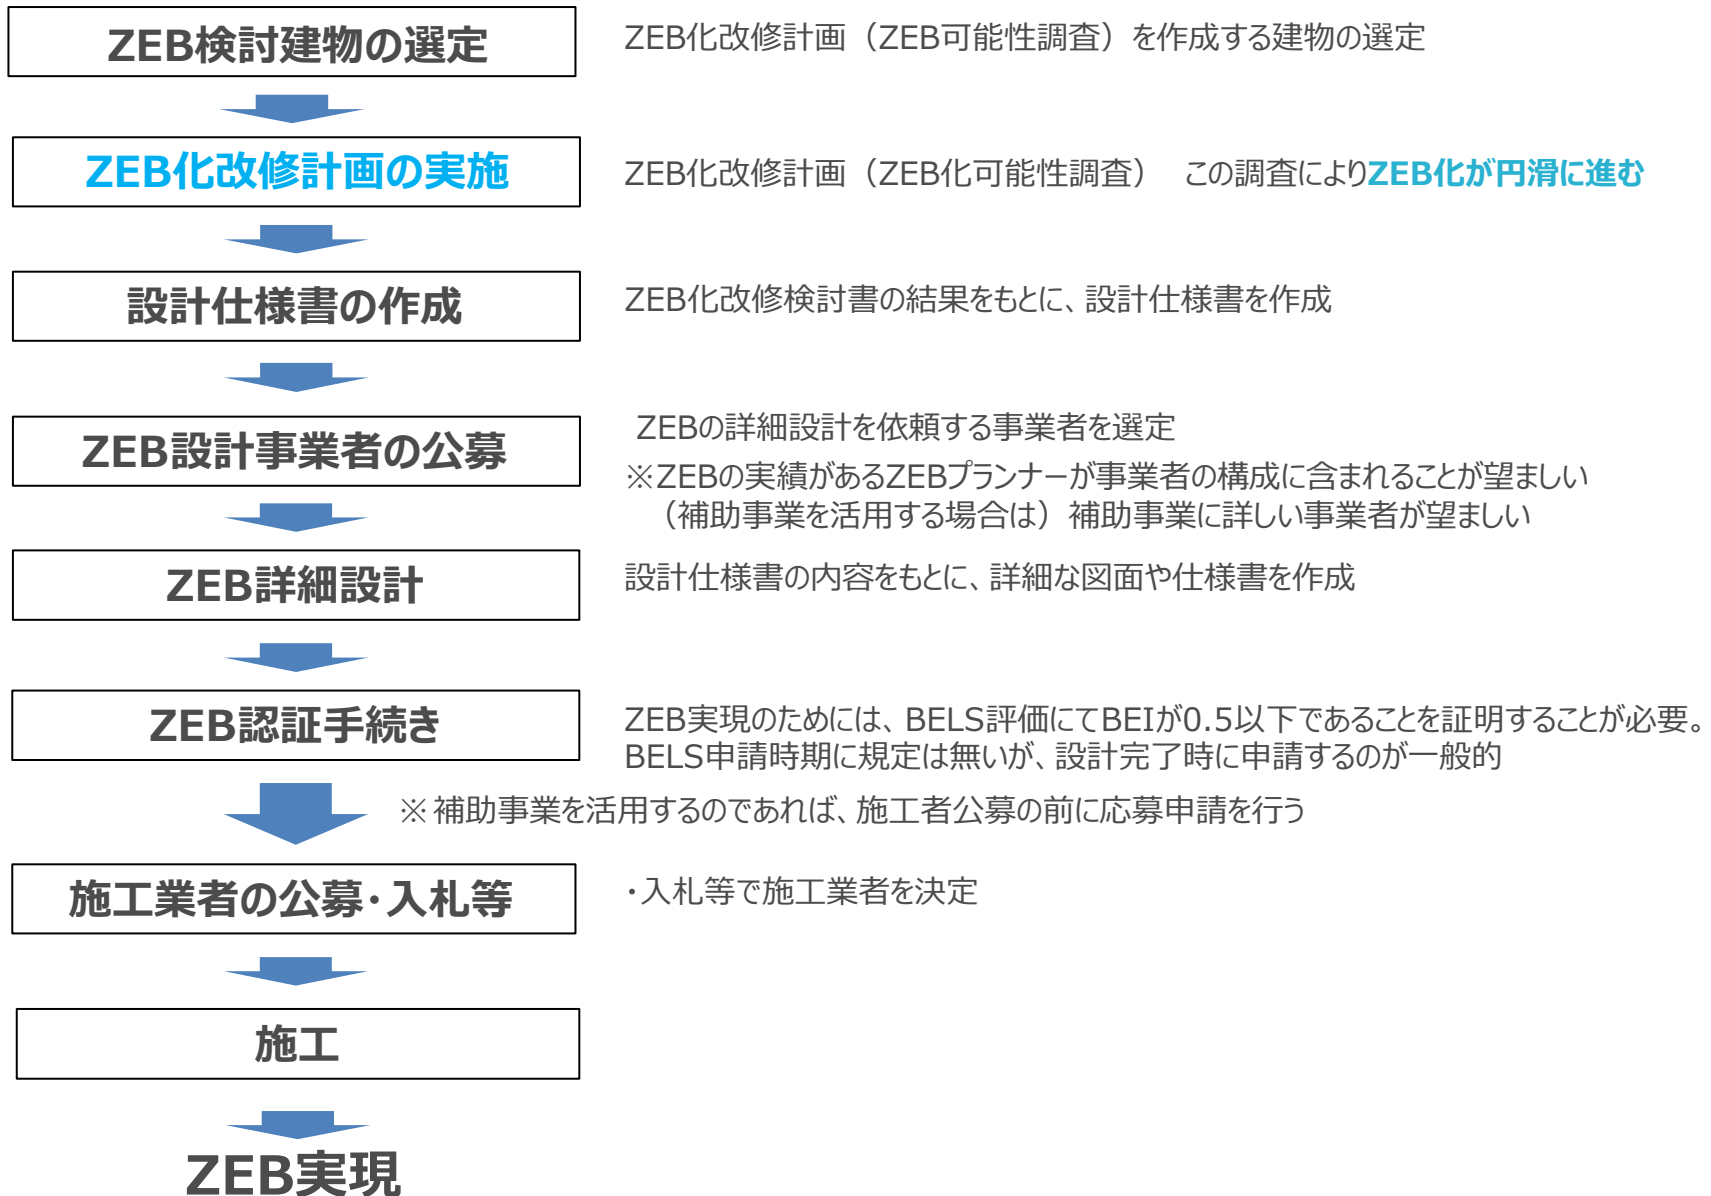 ZEB検討建物の選定
ZEB化改修計画（ZEB可能性調査）を作成する建物の選定
ZEB化改修計画の実施
ZEB化改修計画（ZEB化可能性調査）　この調査によりZEB化が円滑に進む
設計仕様書の作成
ZEB化改修検討書の結果をもとに、設計仕様書を作成
ZEB設計事業者の公募
ZEBの詳細設計を依頼する事業者を選定
※ZEBの実績があるZEBプランナーが事業者の構成に含まれることが望ましい
（補助事業を活用する場合は）補助事業に詳しい事業者が望ましい
ZEB詳細設計
設計仕様書の内容をもとに、詳細な図面や仕様書を作成
ZEB認証手続き
ZEB実現のためには、BELS評価にてBEIが0.5以下であることを証明することが必要。
BELS申請時期に規定は無いが、設計完了時に申請するのが一般的
※補助事業を活用するのであれば、施工者公募の前に応募申請を行う
施工業者の公募・入札等
・入札等で施工業者を決定
施工
ZEB実現